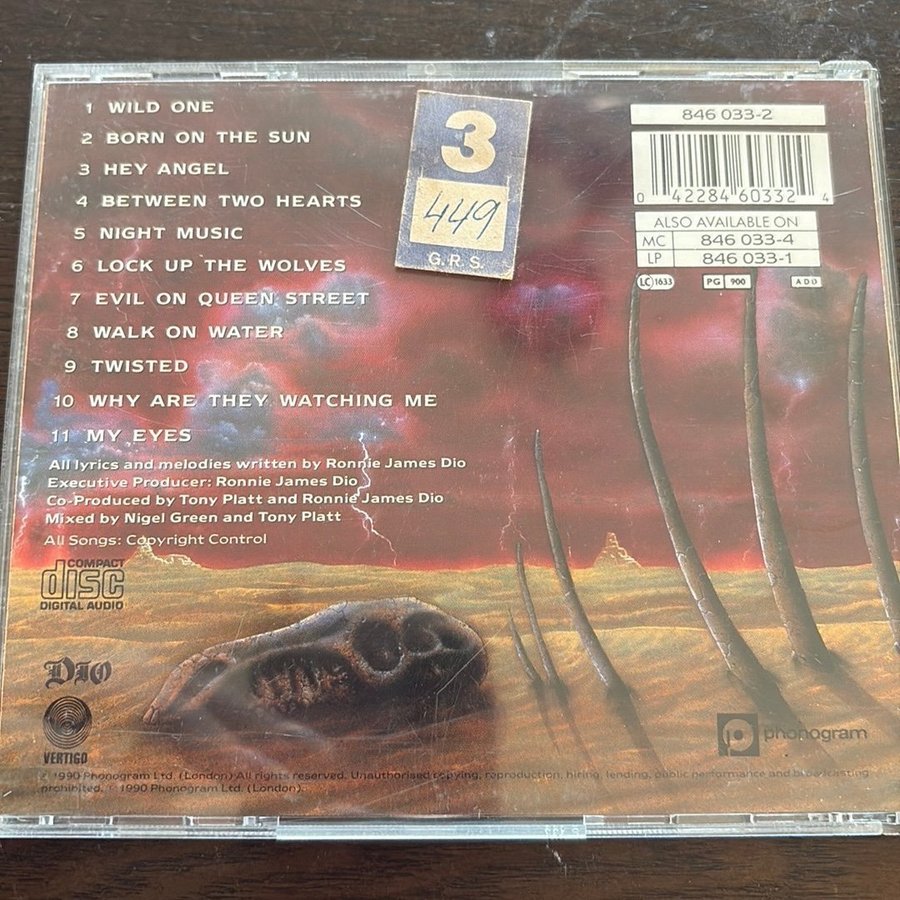 1 WILD ONE
2 BORN ON THE SUN
3 HEY ANGEL
4 BETWEEN TWO HEARTS
5 NIGHT MUSIC
6 LOCK UP THE WOLVES
7 EVIL ON QUEEN STREET
8 WALK ON WATER
9 TWISTED
10 WHY ARE THEY WATCHING ME
11 MY EYES
All lyrics and melodies written by Ronnie James Dio
Executive Producer: Ronnie James Dio
Co-Produced by Tony Platt and Ronnie James Dio
Mixed by Nigel Green and Tony Platt
All Songs: Copyright Control
COMPACT
disc
DIGITAL AUDIO
DIO
VERTIGO
3
449
G.R.S.
846 033-2
0 42284 60332 4
ALSO AVAILABLE ON
MC 846 033-4
LP 846 033-1
LC 1633
PG 900
ADD
phonogram
℗ 1990 Phonogram Ltd. (London) All rights reserved. Unauthorised copying, reproduction, hiring, lending, public performance and broadcasting
prohibited. © 1990 Phonogram Ltd. (London).